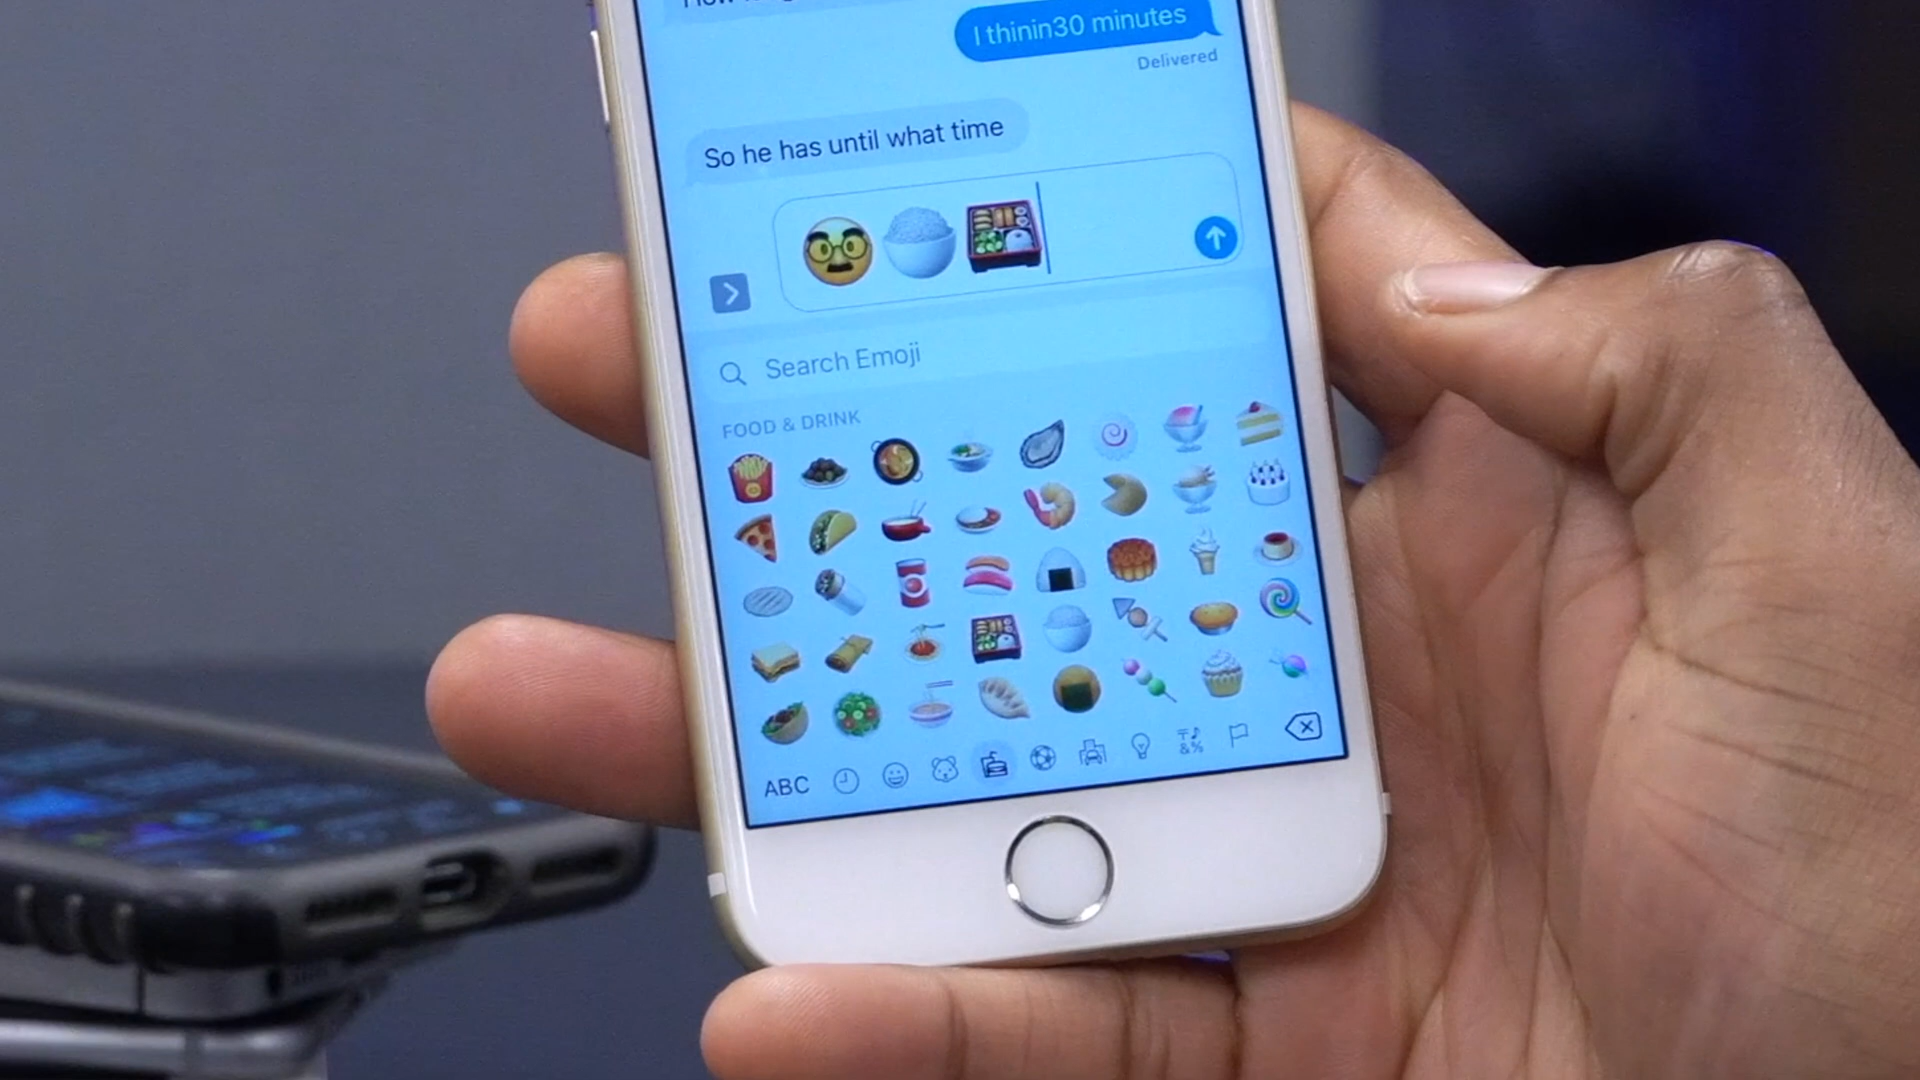 I thinin30 minutes
Delivered
So he has until what time
Search Emoji
FOOD & DRINK
ABC